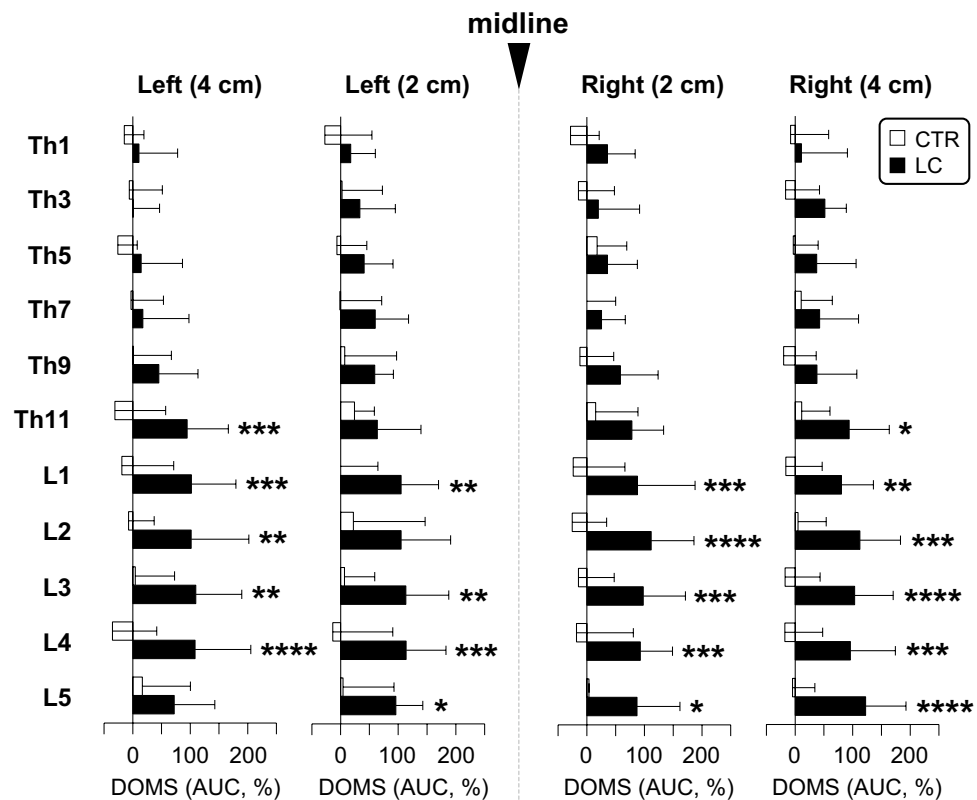 midline
Left (4 cm) Left (2 cm) Right (2 cm) Right (4 cm)
CTR
LC
Th1
Th3
Th5
Th7
Th9
Th11 *** *
L1 *** ** *** **
L2 ** **** ***
L3 ** ** *** ****
L4 **** *** *** ***
L5 * * ****
0 100 200 0 100 200 0 100 200 0 100 200
DOMS (AUC, %) DOMS (AUC, %) DOMS (AUC, %) DOMS (AUC, %)